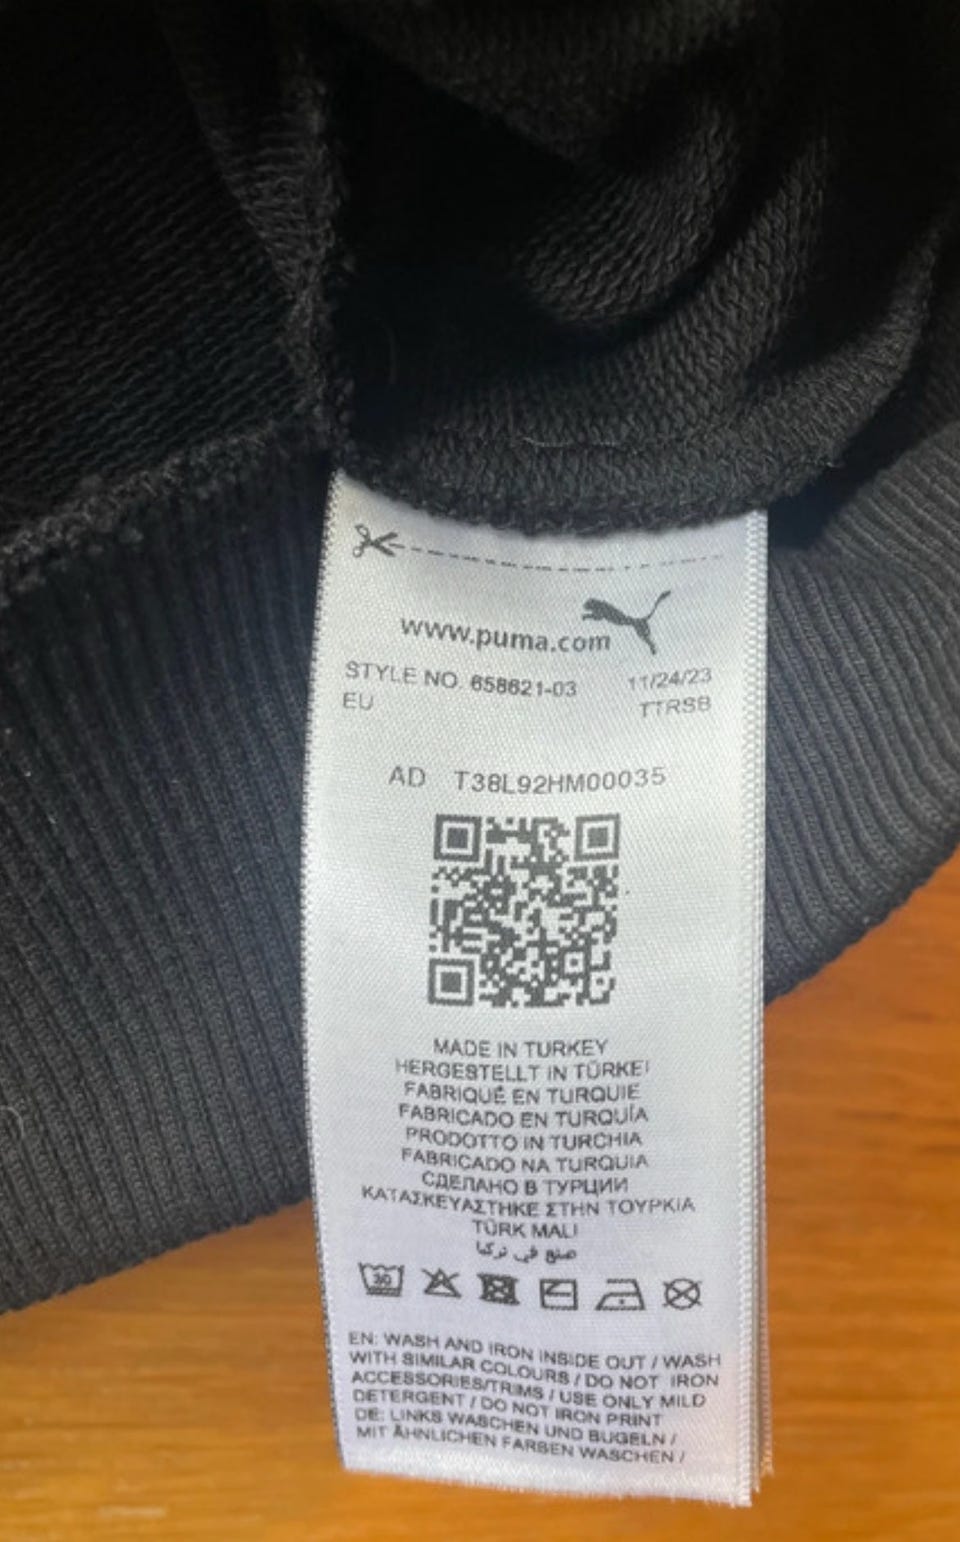 www.puma.com
STYLE NO. 658621-03 11/24/23
EU TTRSB
AD T38L92HM00035
MADE IN TURKEY
HERGESTELLT IN TÜRKEI
FABRIQUÉ EN TURQUIE
FABRICADO EN TURQUÍA
PRODOTTO IN TURCHIA
FABRICADO NA TURQUIA
СДЕЛАНО В ТУРЦИИ
ΚΑΤΑΣΚΕΥΑΣΤΗΚΕ ΣΤΗΝ ΤΟΥΡΚΙΑ
TÜRK MALI
صنع في تركيا
30
EN: WASH AND IRON INSIDE OUT / WASH
WITH SIMILAR COLOURS / DO NOT IRON
ACCESSORIES/TRIMS / USE ONLY MILD
DETERGENT / DO NOT IRON PRINT
DE: LINKS WASCHEN UND BUGELN /
MIT ÄHNLICHEN FARBEN WASCHEN /